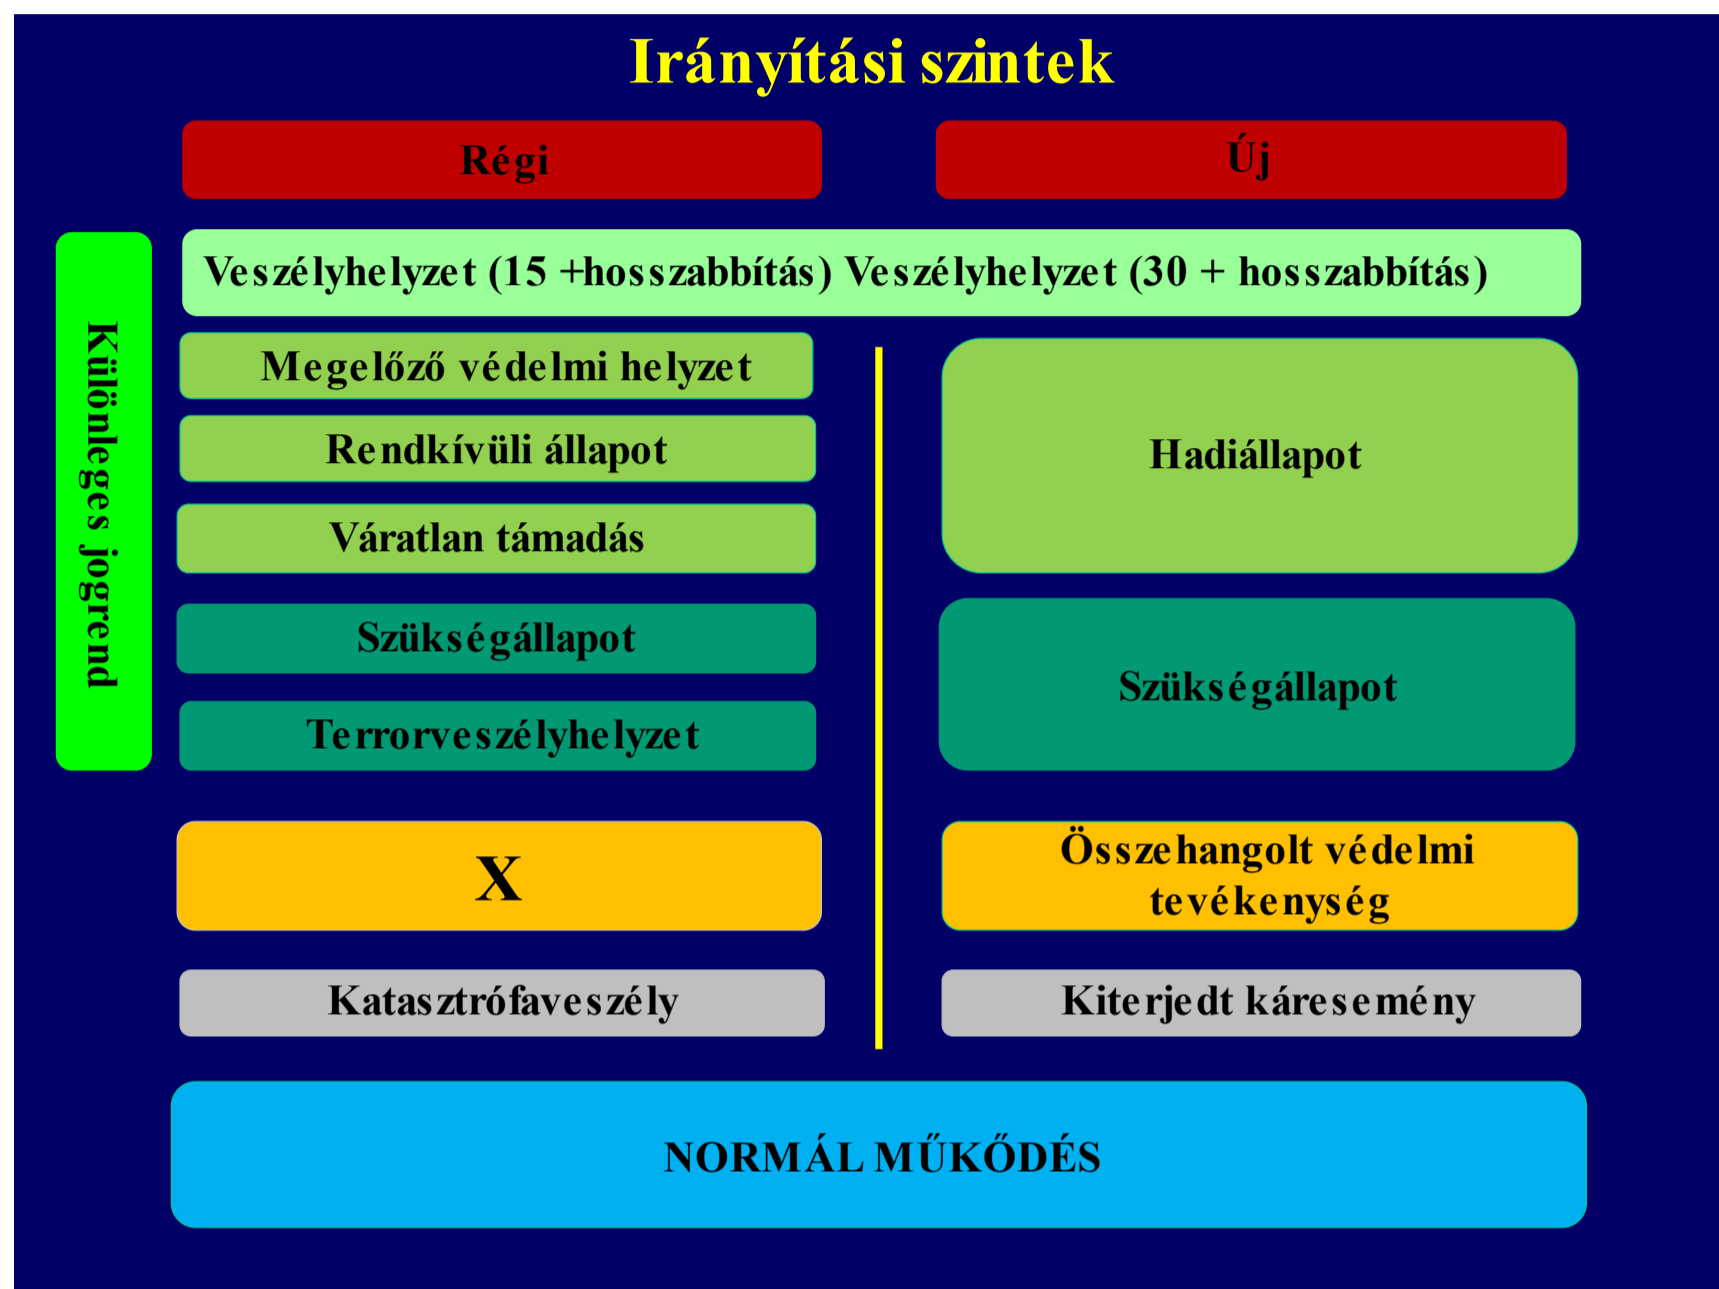 Irányítási szintek
Régi
Új
Különleges jogrend
Veszélyhelyzet (15 +hosszabbítás) Veszélyhelyzet (30 + hosszabbítás)
Megelőző védelmi helyzet
Rendkívüli állapot
Váratlan támadás
Hadiállapot
Szükségállapot
Terrorveszélyhelyzet
Szükségállapot
X
Összehangolt védelmi
tevékenység
Katasztrófaveszély
Kiterjedt káresemény
NORMÁL MŰKŐDÉS